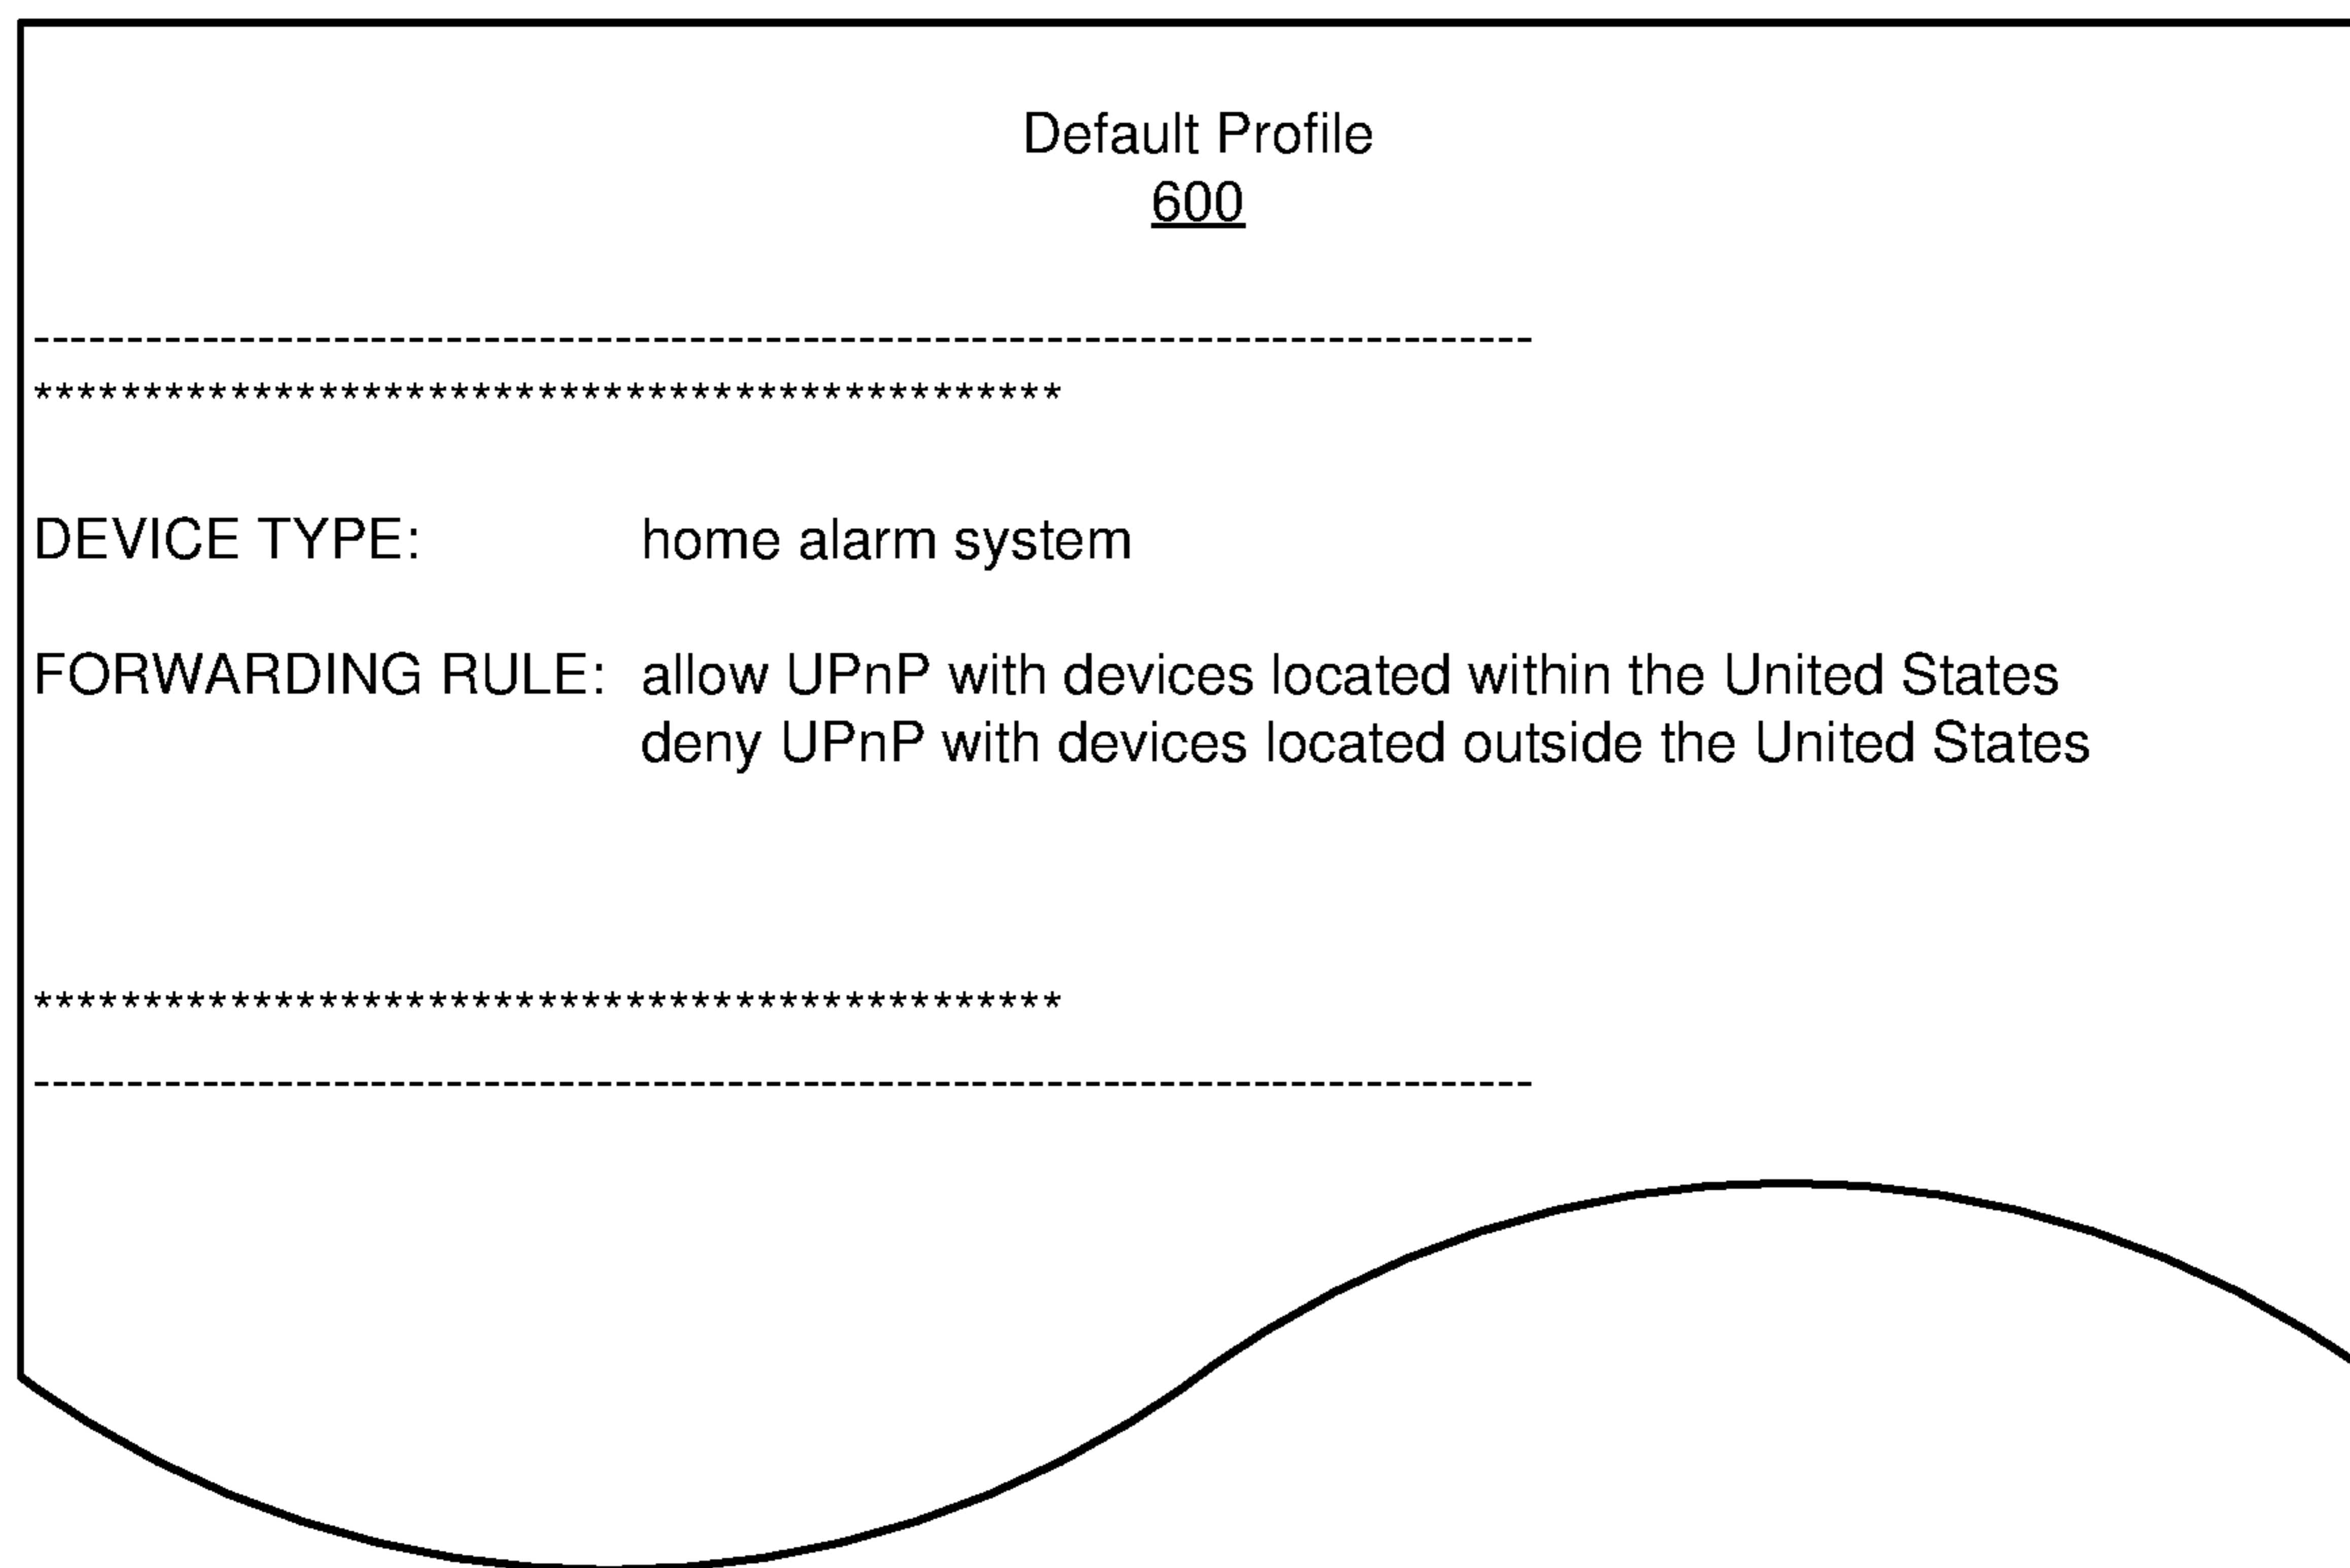 Default Profile
600
--------------------------------------------------------------------------------
***********************************************
DEVICE TYPE: home alarm system
FORWARDING RULE: allow UPnP with devices located within the United States
deny UPnP with devices located outside the United States
***********************************************
--------------------------------------------------------------------------------